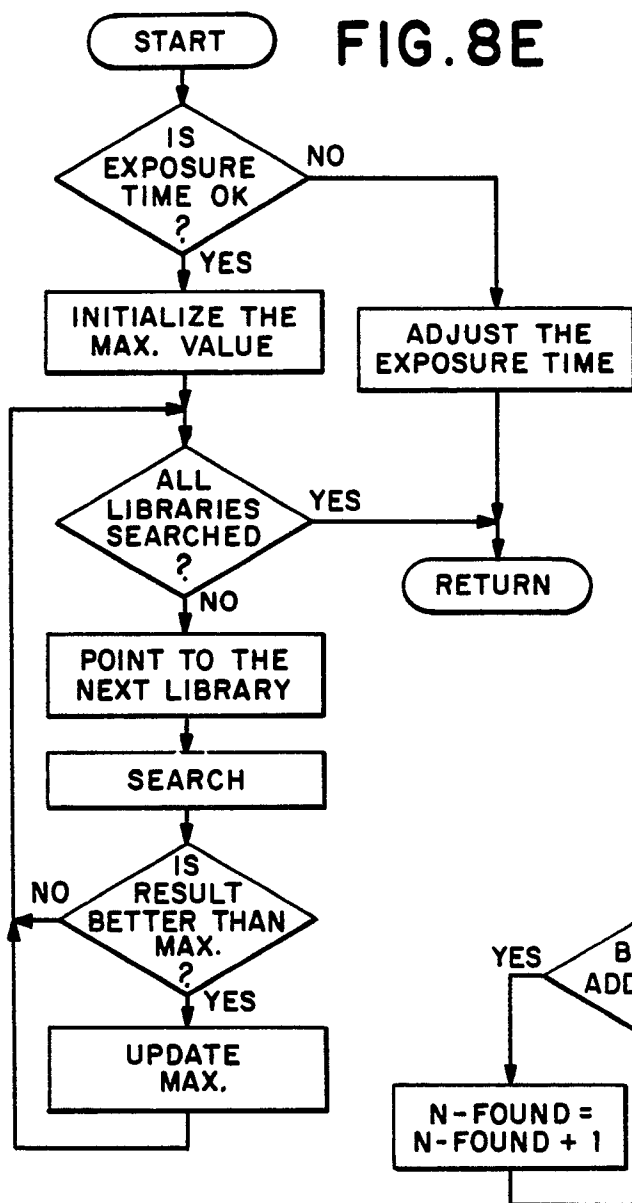 FIG. 8E
START
IS
EXPOSURE
TIME OK
?
NO
YES
INITIALIZE THE
MAX. VALUE
ADJUST THE
EXPOSURE TIME
ALL
LIBRARIES
SEARCHED
?
YES
NO
RETURN
POINT TO THE
NEXT LIBRARY
SEARCH
IS
RESULT
BETTER THAN
MAX.
?
NO
YES
UPDATE
MAX.
YES
B
ADD
N-FOUND =
N-FOUND + 1